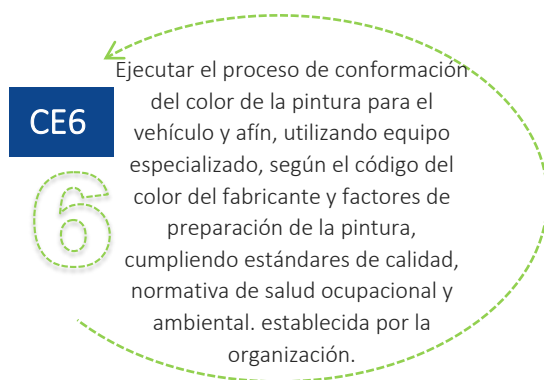 CE6
6
Ejecutar el proceso de conformación
del color de la pintura para el
vehículo y afín, utilizando equipo
especializado, según el código del
color del fabricante y factores de
preparación de la pintura,
cumpliendo estándares de calidad,
normativa de salud ocupacional y
ambiental. establecida por la
organización.